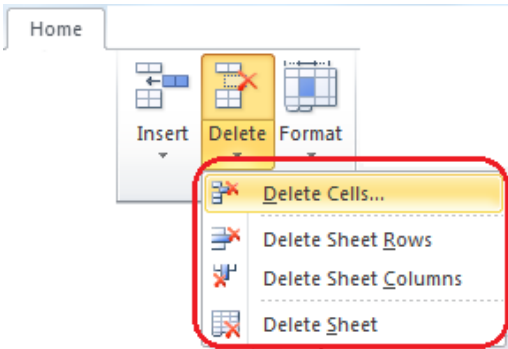 Home
Insert Delete Format
Delete Cells...
Delete Sheet Rows
Delete Sheet Columns
Delete Sheet